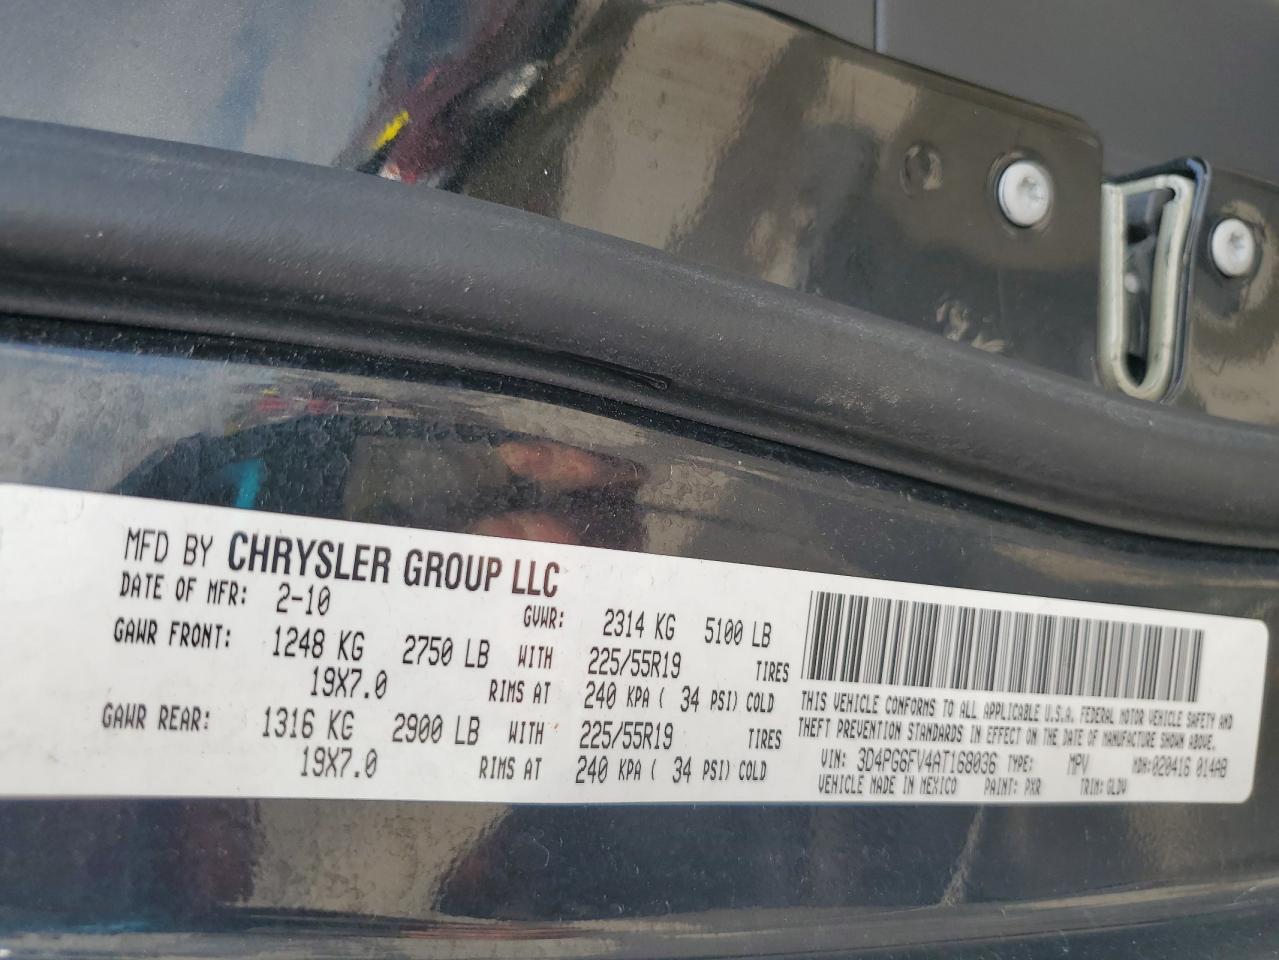 MFD BY CHRYSLER GROUP LLC
DATE OF MFR: 2-10 GVWR: 2314 KG 5100 LB
GAWR FRONT: 1248 KG 2750 LB WITH 225/55R19 TIRES
19X7.0 RIMS AT 240 KPA ( 34 PSI) COLD
GAWR REAR: 1316 KG 2900 LB WITH 225/55R19 TIRES
19X7.0 RIMS AT 240 KPA ( 34 PSI) COLD
THIS VEHICLE CONFORMS TO ALL APPLICABLE U.S.A. FEDERAL MOTOR VEHICLE SAFETY AND
THEFT PREVENTION STANDARDS IN EFFECT ON THE DATE OF MANUFACTURE SHOWN ABOVE.
VIN: 3D4PG6FV4AT168036 TYPE: MPV MDH:020416 014AB
VEHICLE MADE IN MEXICO PAINT: PXR TRIM: GLDV